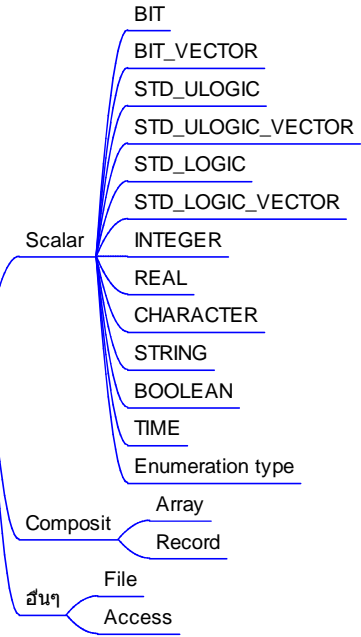 BIT
BIT_VECTOR
STD_ULOGIC
STD_ULOGIC_VECTOR
STD_LOGIC
STD_LOGIC_VECTOR
Scalar
INTEGER
REAL
CHARACTER
STRING
BOOLEAN
TIME
Enumeration type
Composit
Array
Record
อื่นๆ
File
Access